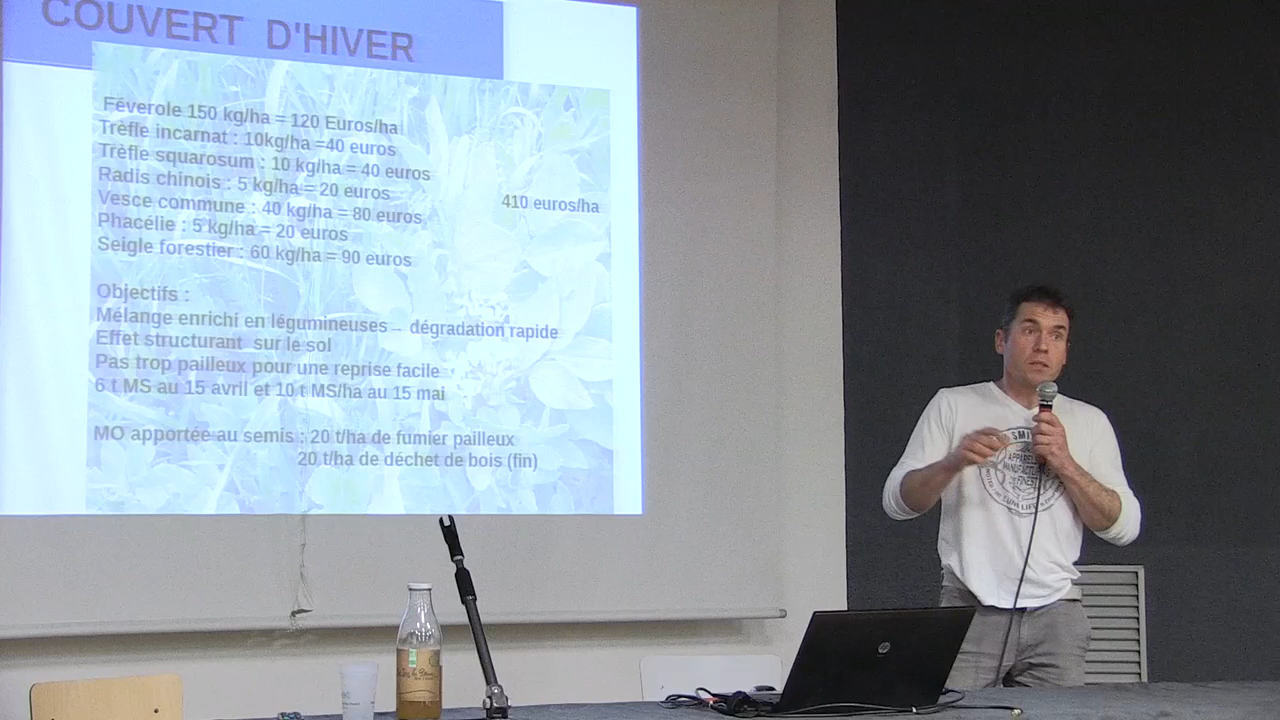 COUVERT D'HIVER
Féverole 150 kg/ha = 120 Euros/ha
Trèfle incarnat : 10kg/ha =40 euros
Trèfle squarosum : 10 kg/ha = 40 euros
Radis chinois : 5 kg/ha = 20 euros
410 euros/ha
Vesce commune : 40 kg/ha = 80 euros
Phacélie : 5 kg/ha = 20 euros
Seigle forestier : 60 kg/ha = 90 euros
Objectifs :
Mélange enrichi en légumineuses – dégradation rapide
Effet structurant sur le sol
Pas trop pailleux pour une reprise facile
6 t MS au 15 avril et 10 t MS/ha au 15 mai
MO apportée au semis : 20 t/ha de fumier pailleux
20 t/ha de déchet de bois (fin)
hp